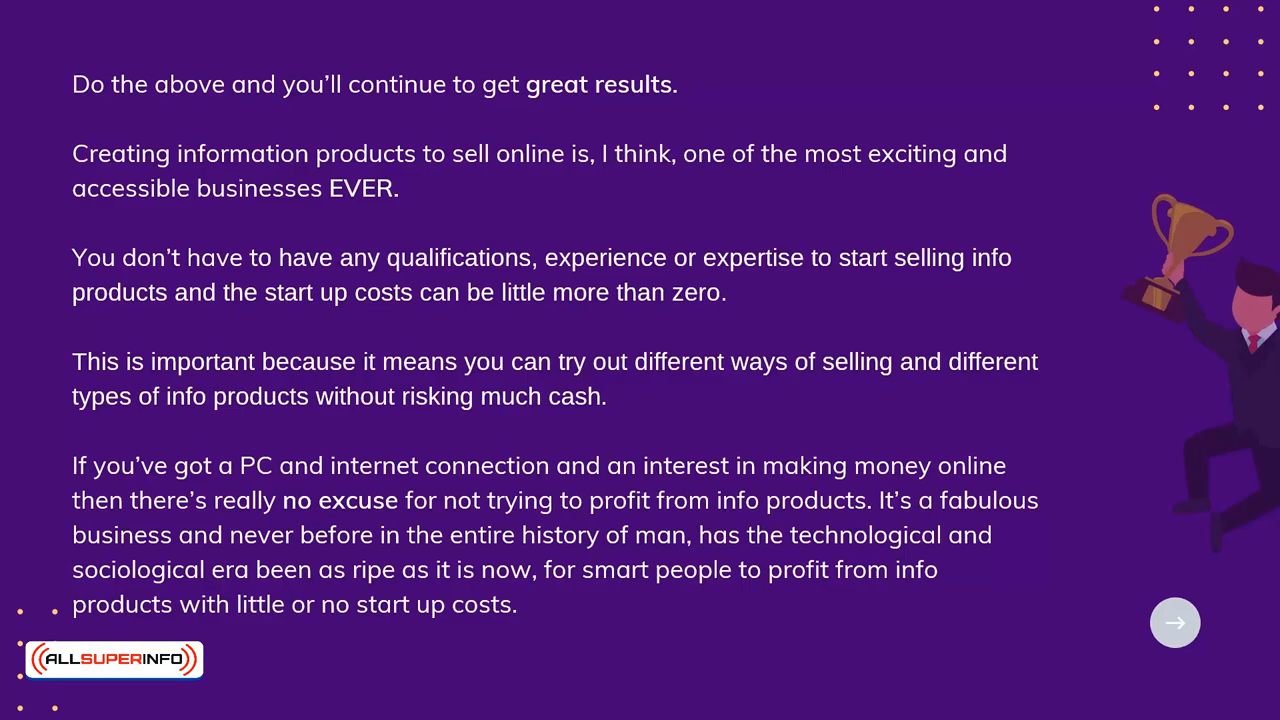 Do the above and you’ll continue to get great results.
Creating information products to sell online is, I think, one of the most exciting and
accessible businesses EVER.
You don’t have to have any qualifications, experience or expertise to start selling info
products and the start up costs can be little more than zero.
This is important because it means you can try out different ways of selling and different
types of info products without risking much cash.
If you’ve got a PC and internet connection and an interest in making money online
then there’s really no excuse for not trying to profit from info products. It’s a fabulous
business and never before in the entire history of man, has the technological and
sociological era been as ripe as it is now, for smart people to profit from info
products with little or no start up costs.
ALLSUPERINFO